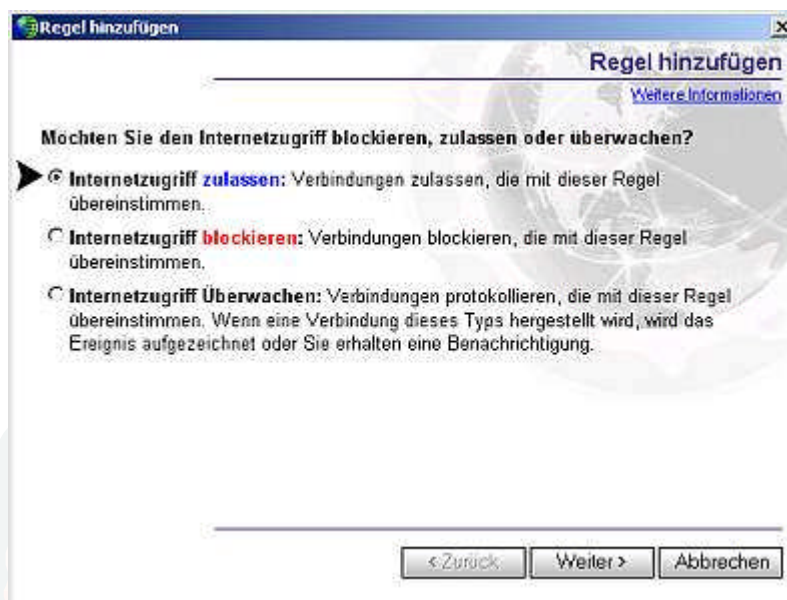 Regel hinzufügen
Regel hinzufügen
Weitere Informationen
Möchten Sie den Internetzugriff blockieren, zulassen oder überwachen?
Internetzugriff zulassen: Verbindungen zulassen, die mit dieser Regel
übereinstimmen.
Internetzugriff blockieren: Verbindungen blockieren, die mit dieser Regel
übereinstimmen.
Internetzugriff Überwachen: Verbindungen protokollieren, die mit dieser Regel
übereinstimmen. Wenn eine Verbindung dieses Typs hergestellt wird, wird das
Ereignis aufgezeichnet oder Sie erhalten eine Benachrichtigung.
< Zurück Weiter > Abbrechen